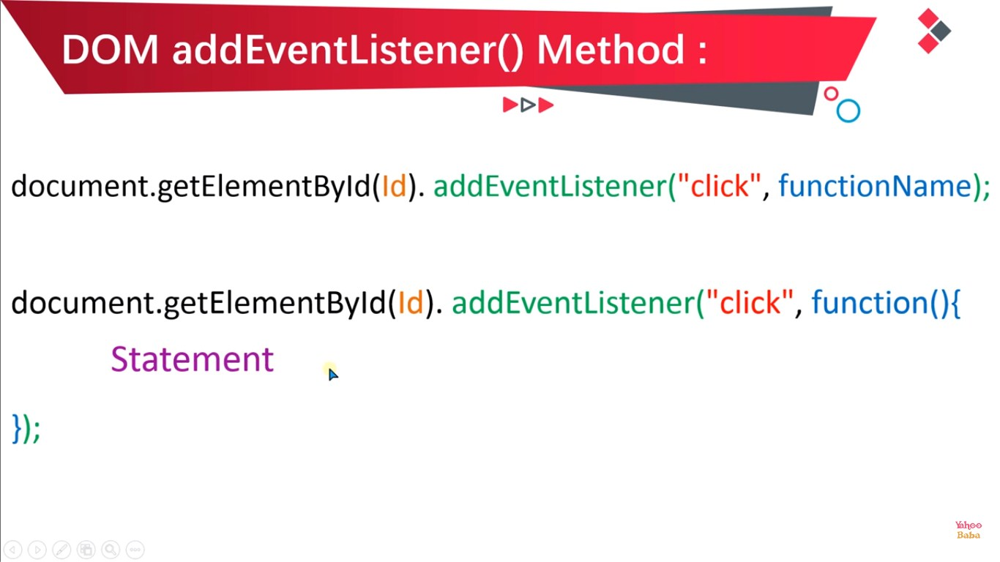 DOM addEventListener() Method :
document.getElementById(Id). addEventListener("click", functionName);
document.getElementById(Id). addEventListener("click", function(){
Statement
});
Yahoo
Baba